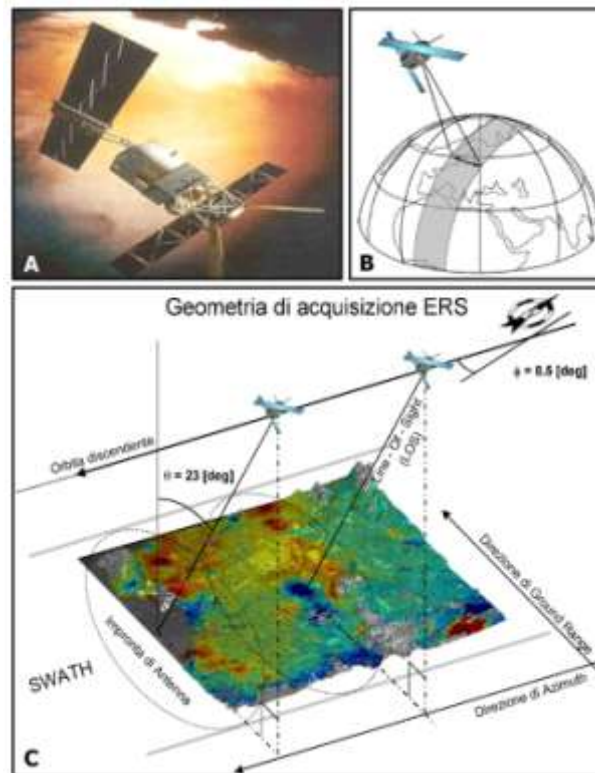 A
B
Geometria di acquisizione ERS
ϕ = 8.5 [deg]
Orbita discendente
Θ = 23 [deg]
Line - Of - Sight
(LOS)
Direzione di Ground Range
Impronta di Antenna
SWATH
Direzione di Azimuth
C